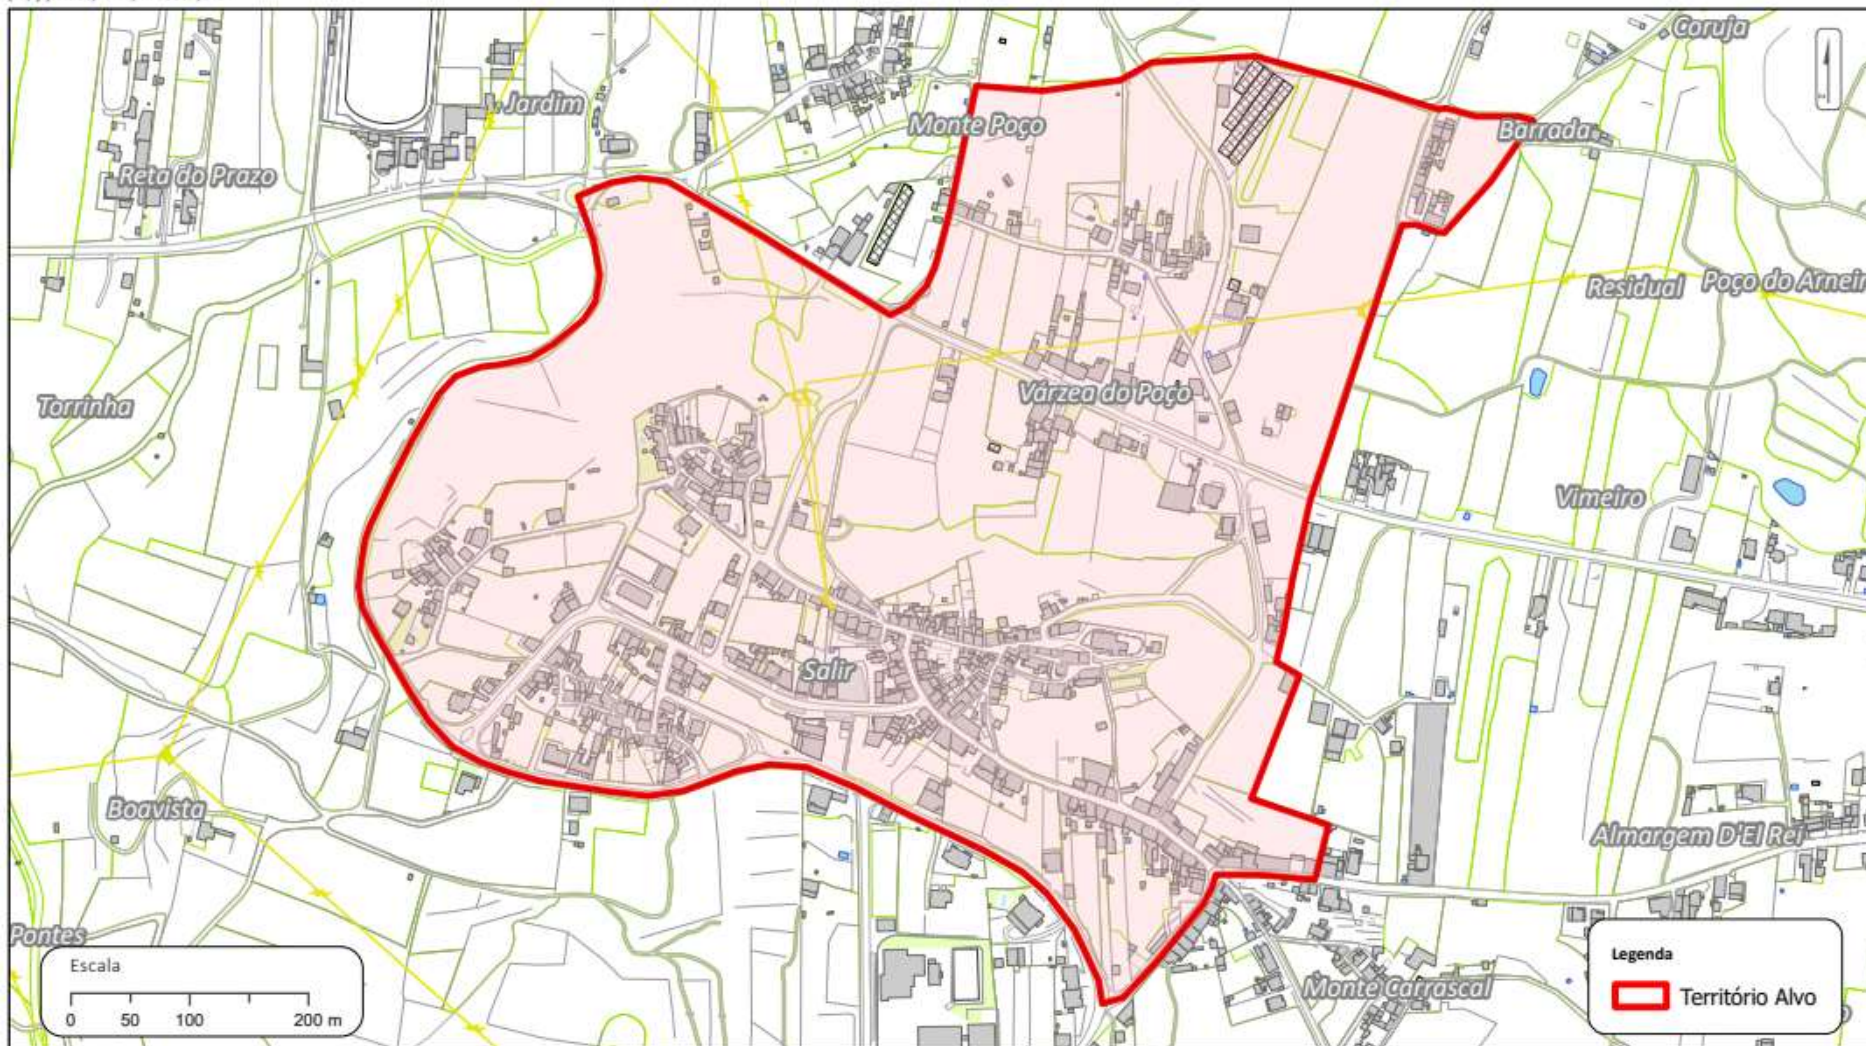 Coruja
Jardim
Monte Poço
Barrada
Reta do Prazo
Residual
Poço do Arneir
Várzea do Poço
Torrinha
Vimeiro
Salir
Boavista
Almargem D'El Rei
Pontes
Escala
0 50 100 200 m
Monte Carrascal
Legenda
Território Alvo